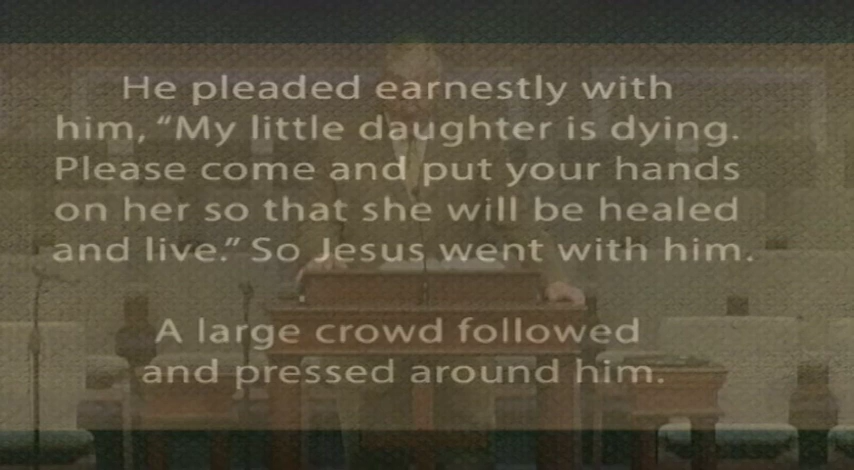 He pleaded earnestly with
him, “My little daughter is dying.
Please come and put your hands
on her so that she will be healed
and live.” So Jesus went with him.
A large crowd followed
and pressed around him.